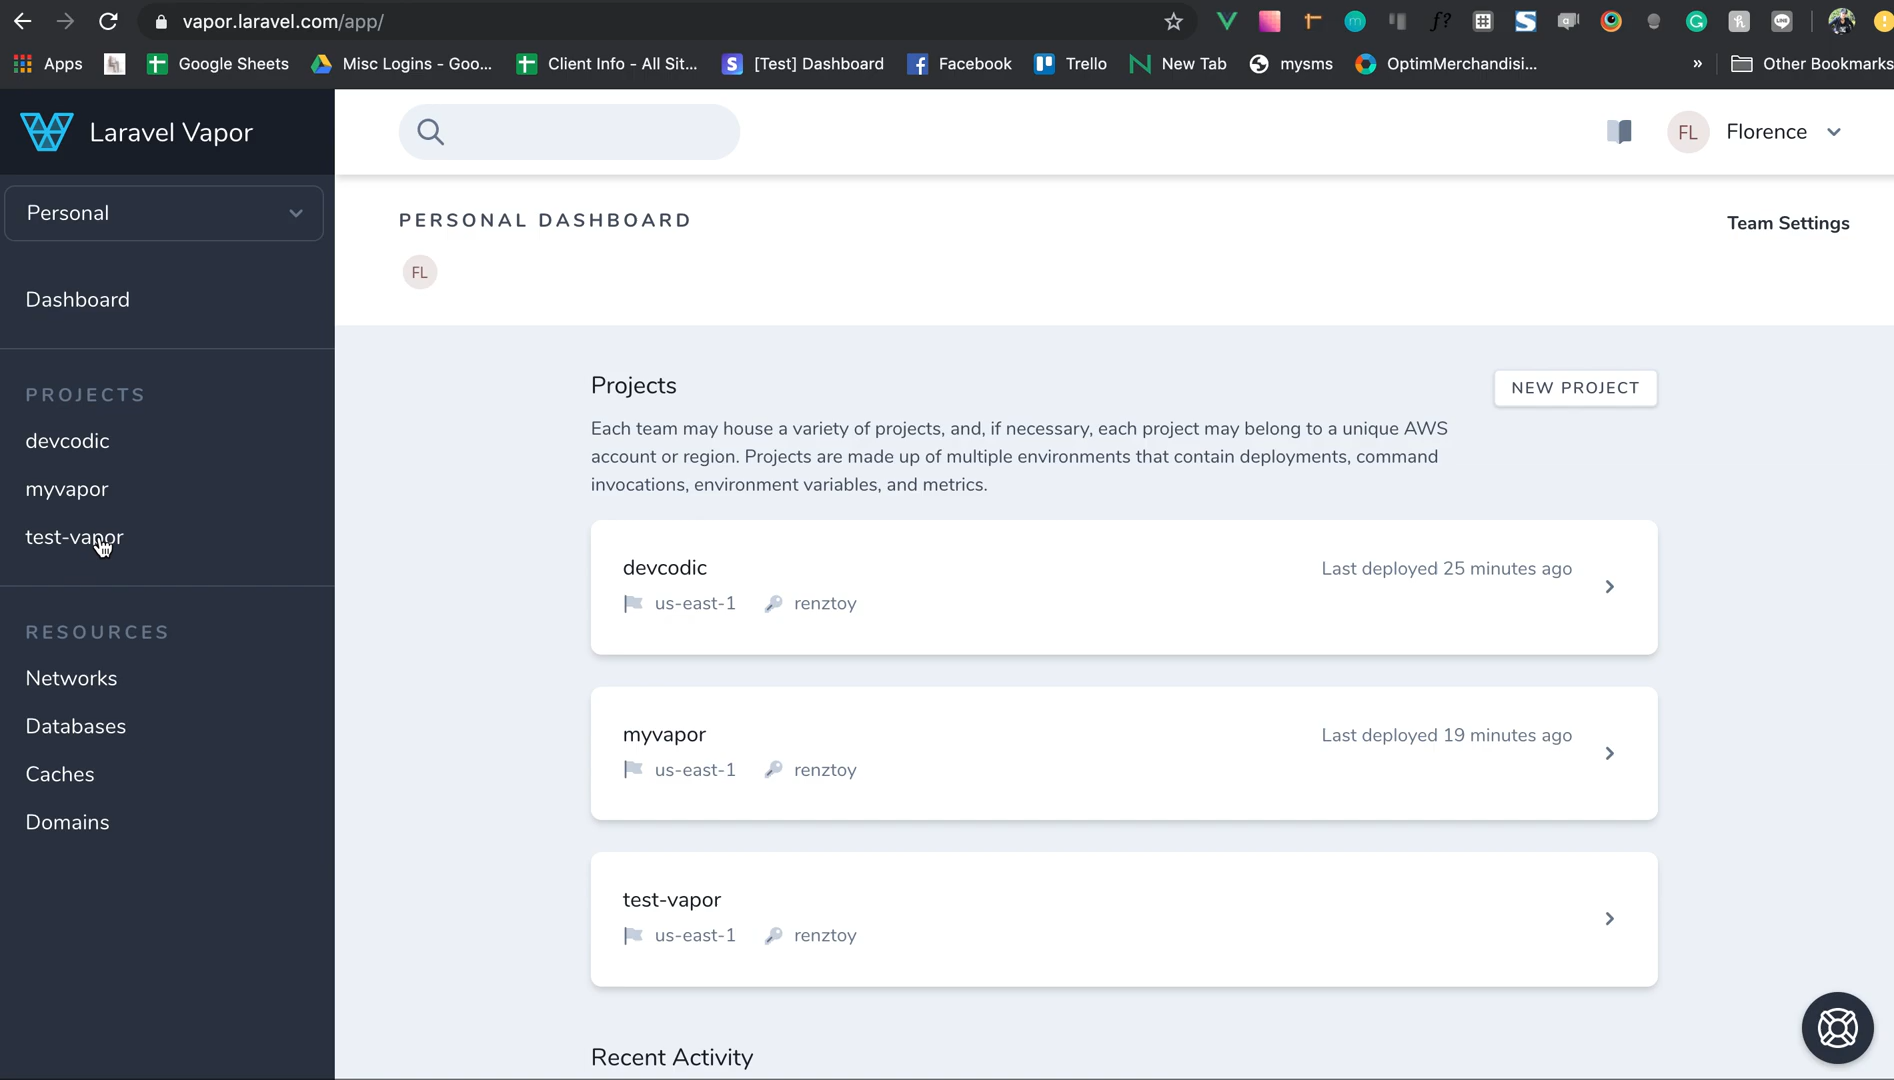 vapor.laravel.com/app/
Apps
Google Sheets
Misc Logins - Goo...
Client Info - All Sit...
[Test] Dashboard
Facebook
Trello
New Tab
mysms
OptimMerchandisi...
»
Other Bookmarks
Laravel Vapor
FL
Florence
Personal
PERSONAL DASHBOARD
Team Settings
FL
Dashboard
PROJECTS
devcodic
myvapor
test-vapor
RESOURCES
Networks
Databases
Caches
Domains
Projects
NEW PROJECT
Each team may house a variety of projects, and, if necessary, each project may belong to a unique AWS
account or region. Projects are made up of multiple environments that contain deployments, command
invocations, environment variables, and metrics.
devcodic
Last deployed 25 minutes ago
us-east-1 renztoy
myvapor
Last deployed 19 minutes ago
us-east-1 renztoy
test-vapor
us-east-1 renztoy
Recent Activity